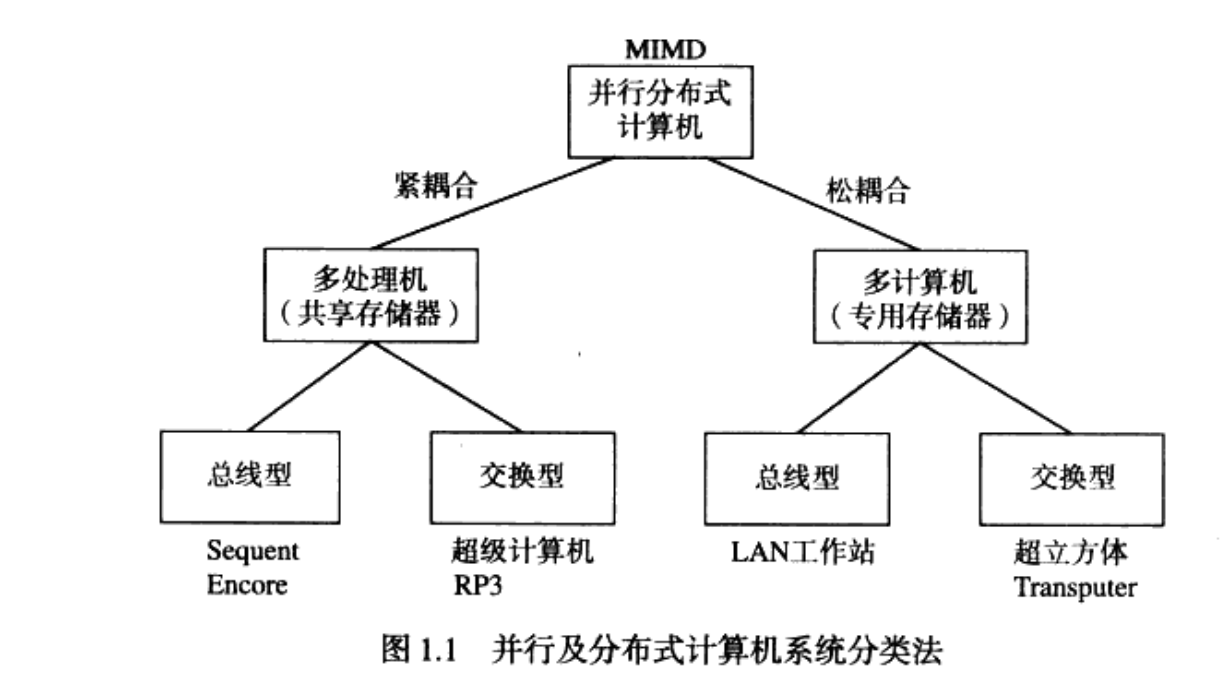 MIMD
并行分布式
计算机
紧耦合
松耦合
多处理机
（共享存储器）
多计算机
（专用存储器）
总线型
交换型
总线型
交换型
Sequent
Encore
超级计算机
RP3
LAN工作站
超立方体
Transputer
图 1.1 并行及分布式计算机系统分类法